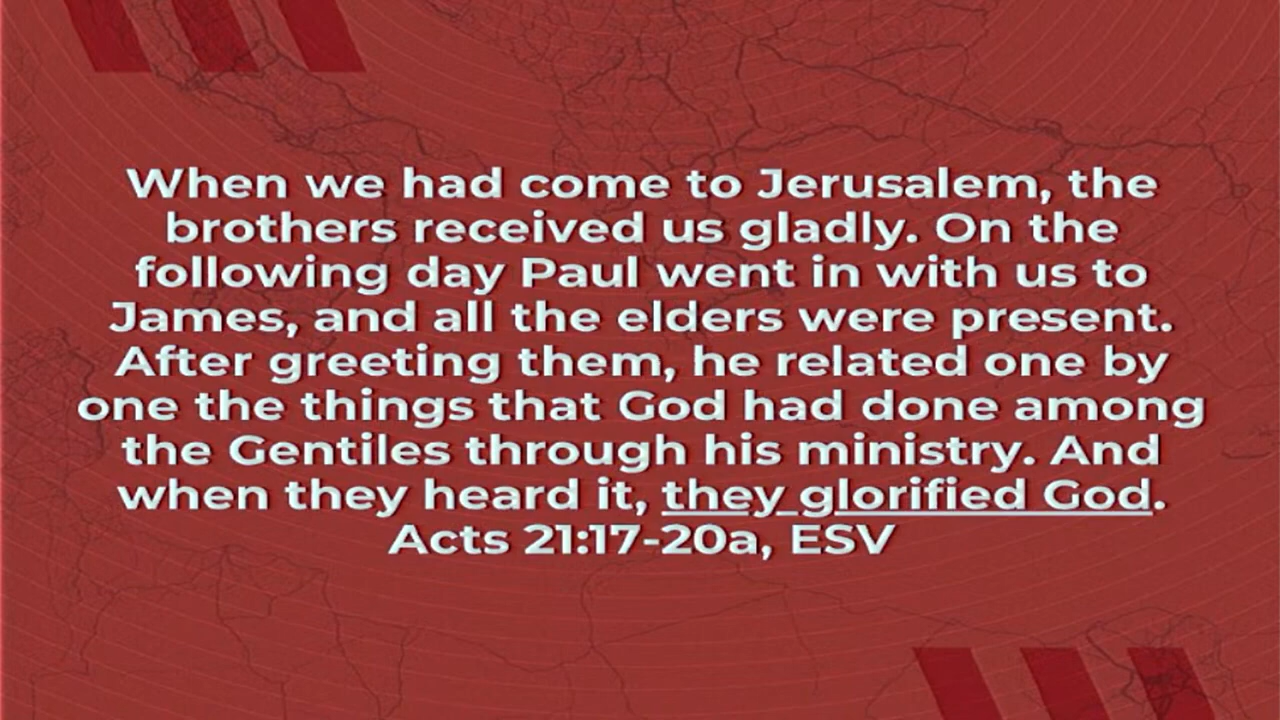 When we had come to Jerusalem, the
brothers received us gladly. On the
following day Paul went in with us to
James, and all the elders were present.
After greeting them, he related one by
one the things that God had done among
the Gentiles through his ministry. And
when they heard it, they glorified God.
Acts 21:17-20a, ESV